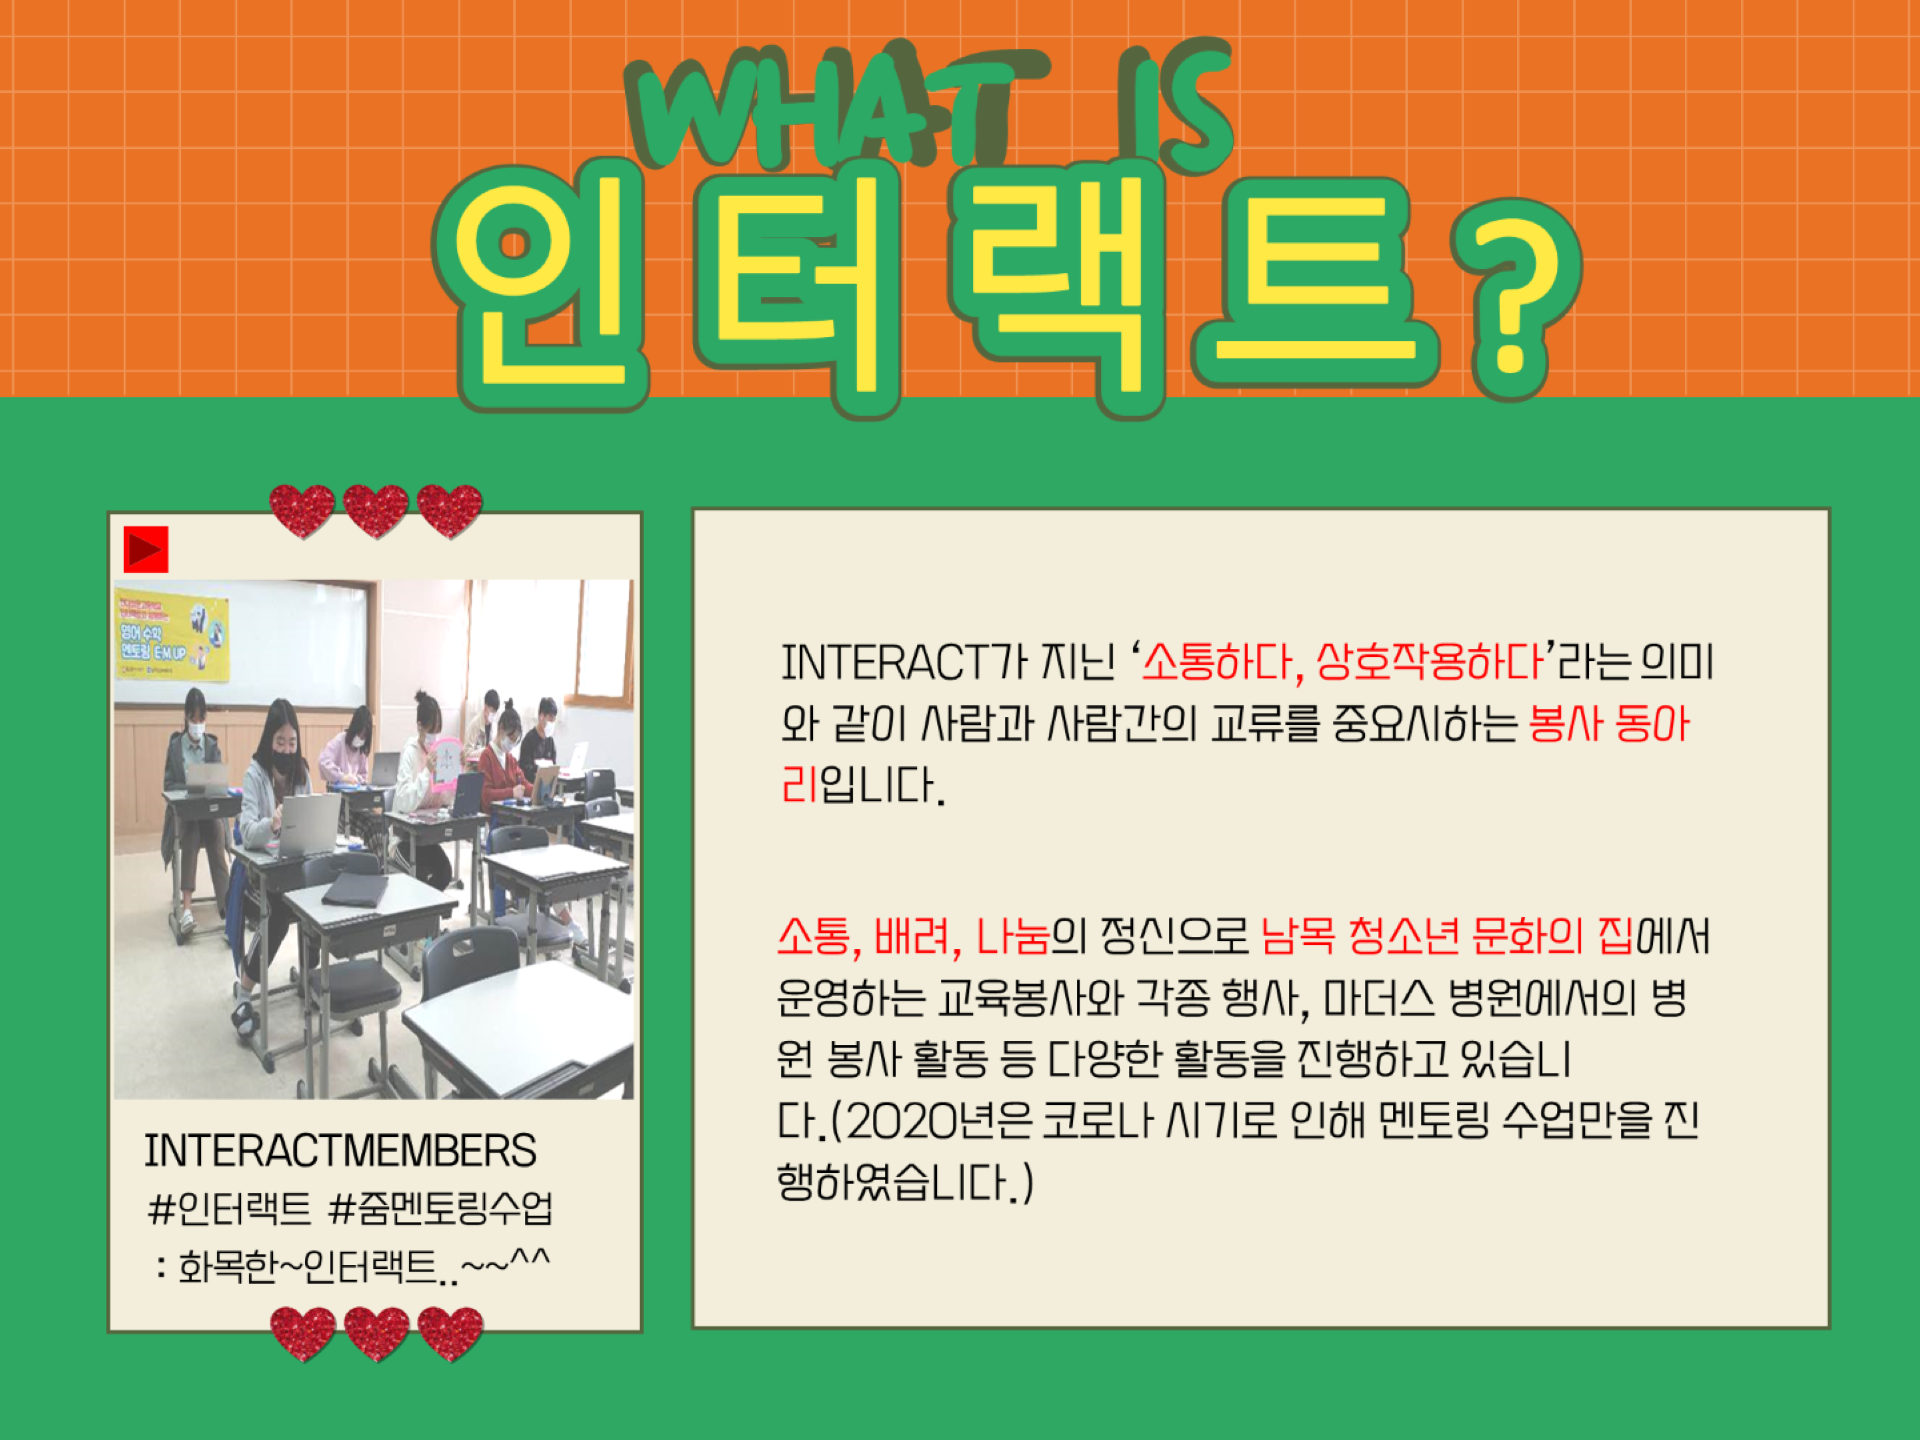 WHAT IS
인터랙트?
영어 수학
멘토링 E·M UP
INTERACTMEMBERS
#인터랙트 #줌멘토링수업
: 화목한~인터랙트..~~^^
INTERACT가 지닌 ‘소통하다, 상호작용하다’라는 의미
와 같이 사람과 사람간의 교류를 중요시하는 봉사 동아
리입니다.
소통, 배려, 나눔의 정신으로 남목 청소년 문화의 집에서
운영하는 교육봉사와 각종 행사, 마더스 병원에서의 병
원 봉사 활동 등 다양한 활동을 진행하고 있습니
다.(2020년은 코로나 시기로 인해 멘토링 수업만을 진
행하였습니다.)